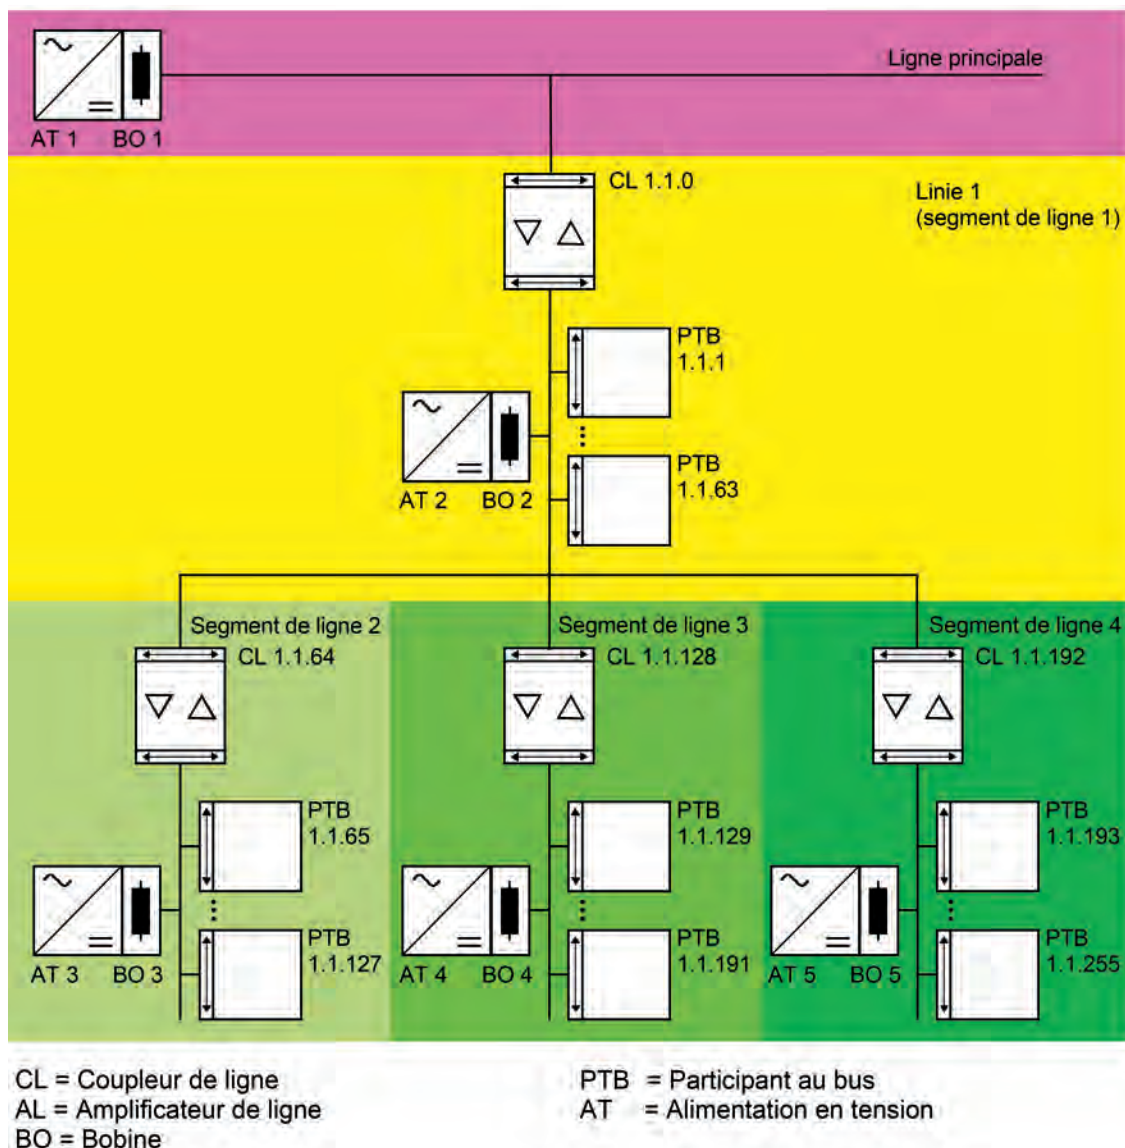 Ligne principale
AT 1 BO 1
CL 1.1.0
Linie 1
(segment de ligne 1)
PTB
1.1.1
AT 2 BO 2
PTB
1.1.63
Segment de ligne 2
CL 1.1.64
Segment de ligne 3
CL 1.1.128
Segment de ligne 4
CL 1.1.192
PTB
1.1.65
AT 3 BO 3
PTB
1.1.127
PTB
1.1.129
AT 4 BO 4
PTB
1.1.191
PTB
1.1.193
AT 5 BO 5
PTB
1.1.255
CL = Coupleur de ligne
AL = Amplificateur de ligne
BO = Bobine
PTB = Participant au bus
AT = Alimentation en tension